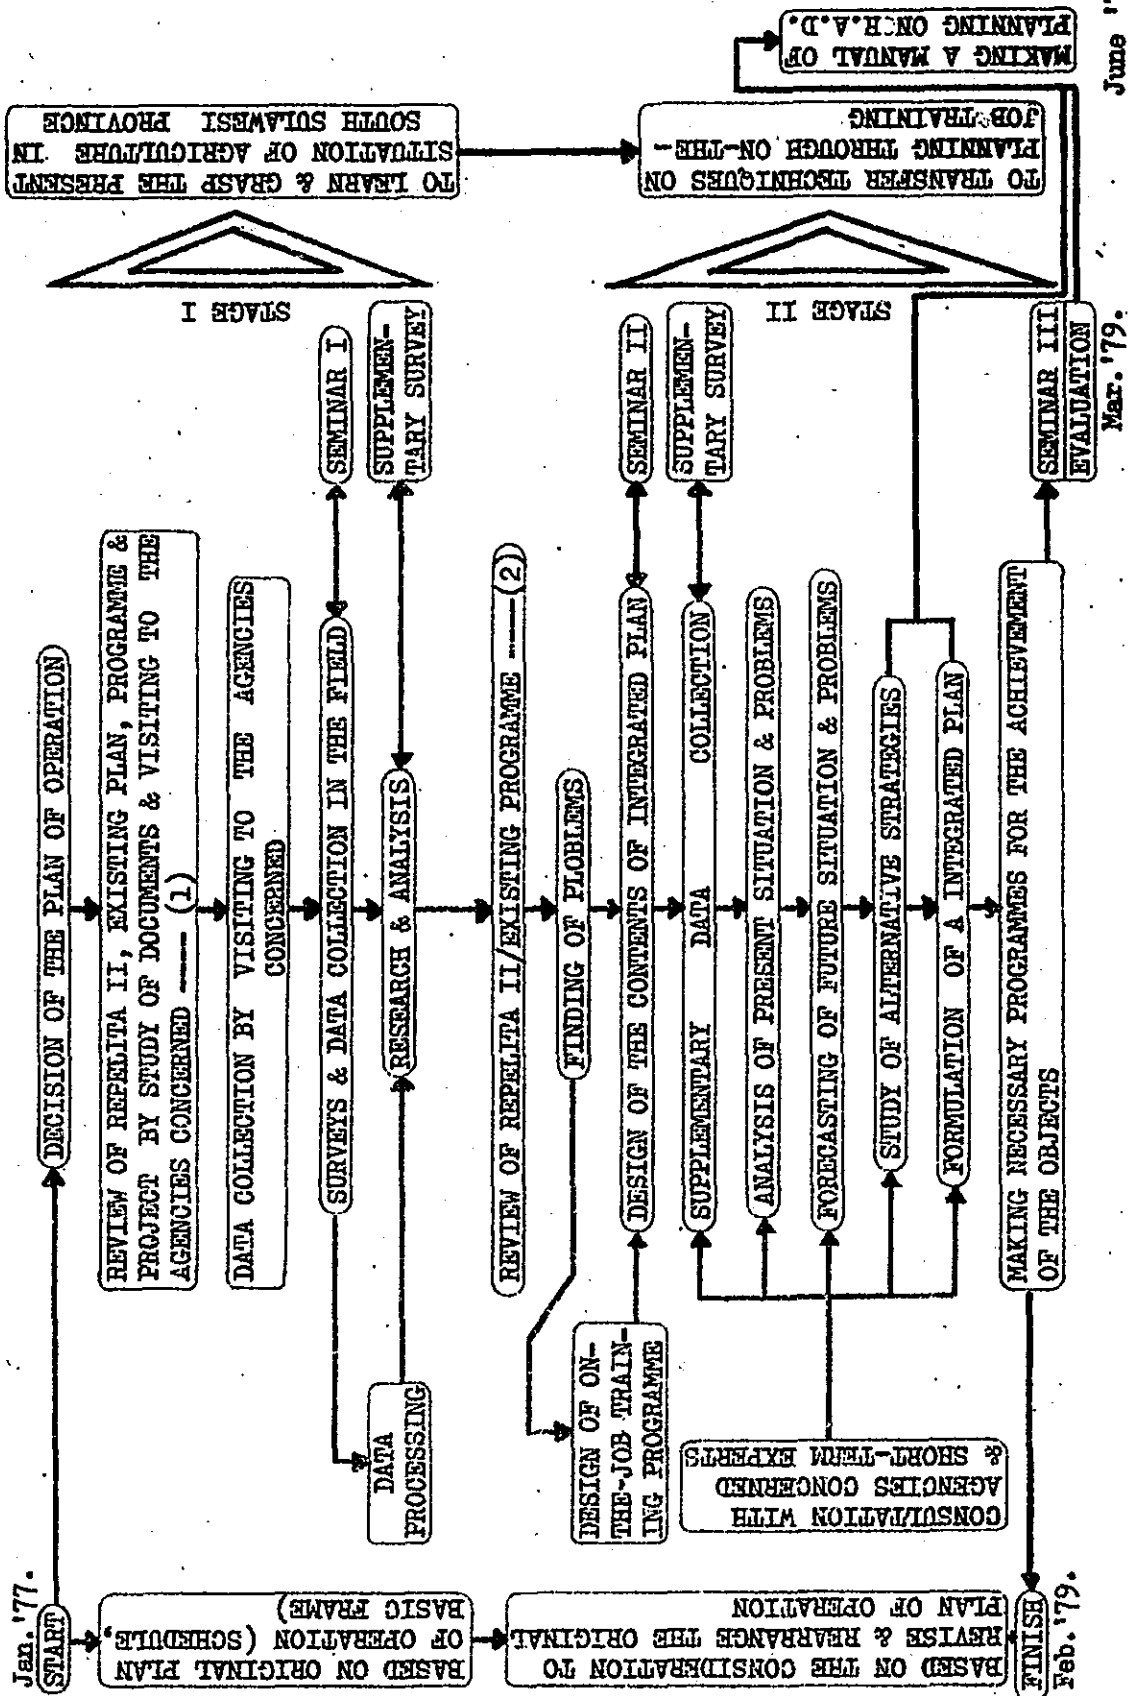 Jan.'77.
START
BASED ON ORIGINAL PLAN
OF OPERATION (SCHEDULE,
BASIC FRAME)
BASED ON THE CONSIDERATION TO
REVISE & REARRANGE THE ORIGINAL
PLAN OF OPERATION
FINISH
Feb.'79.
DECISION OF THE PLAN OF OPERATION
REVIEW OF REPELITA II, EXISTING PLAN, PROGRAMME &
PROJECT BY STUDY OF DOCUMENTS & VISITING TO THE
AGENCIES CONCERNED ---- (1)
DATA COLLECTION BY VISITING TO THE AGENCIES
CONCERNED
SURVEYS & DATA COLLECTION IN THE FIELD
SEMINAR I
DATA
PROCESSING
RESEARCH & ANALYSIS
SUPPLEMEN-
TARY SURVEY
REVIEW OF REPELITA II/EXISTING PROGRAMME ----(2)
FINDING OF PLOBLEMS
DESIGN OF ON-
THE-JOB TRAIN-
ING PROGRAMME
DESIGN OF THE CONTENTS OF INTEGRATED PLAN
SEMINAR II
SUPPLEMENTARY DATA COLLECTION
SUPPLEMEN-
TARY SURVEY
ANALYSIS OF PRESENT SITUATION & PROBLEMS
CONSULTATION WITH
AGENCIES CONCERNED
& SHORT-TERM EXPERTS
FORECASTING OF FUTURE SITUATION & PROBLEMS
STUDY OF ALTERNATIVE STRATEGIES
FORMULATION OF A INTEGRATED PLAN
MAKING NECESSARY PROGRAMMES FOR THE ACHIEVEMENT
OF THE OBJECTS
SEMINAR III
EVALUATION
Mar.'79.
STAGE I
TO LEARN & GRASP THE PRESENT
SITUATION OF AGRICULTURE IN
SOUTH SULAWESI PROVINCE
STAGE II
TO TRANSFER TECHNIQUES ON
PLANNING THROUGH ON-THE-
JOB-TRAINING
MAKING A MANUAL OF
PLANNING ON R.A.D.
June